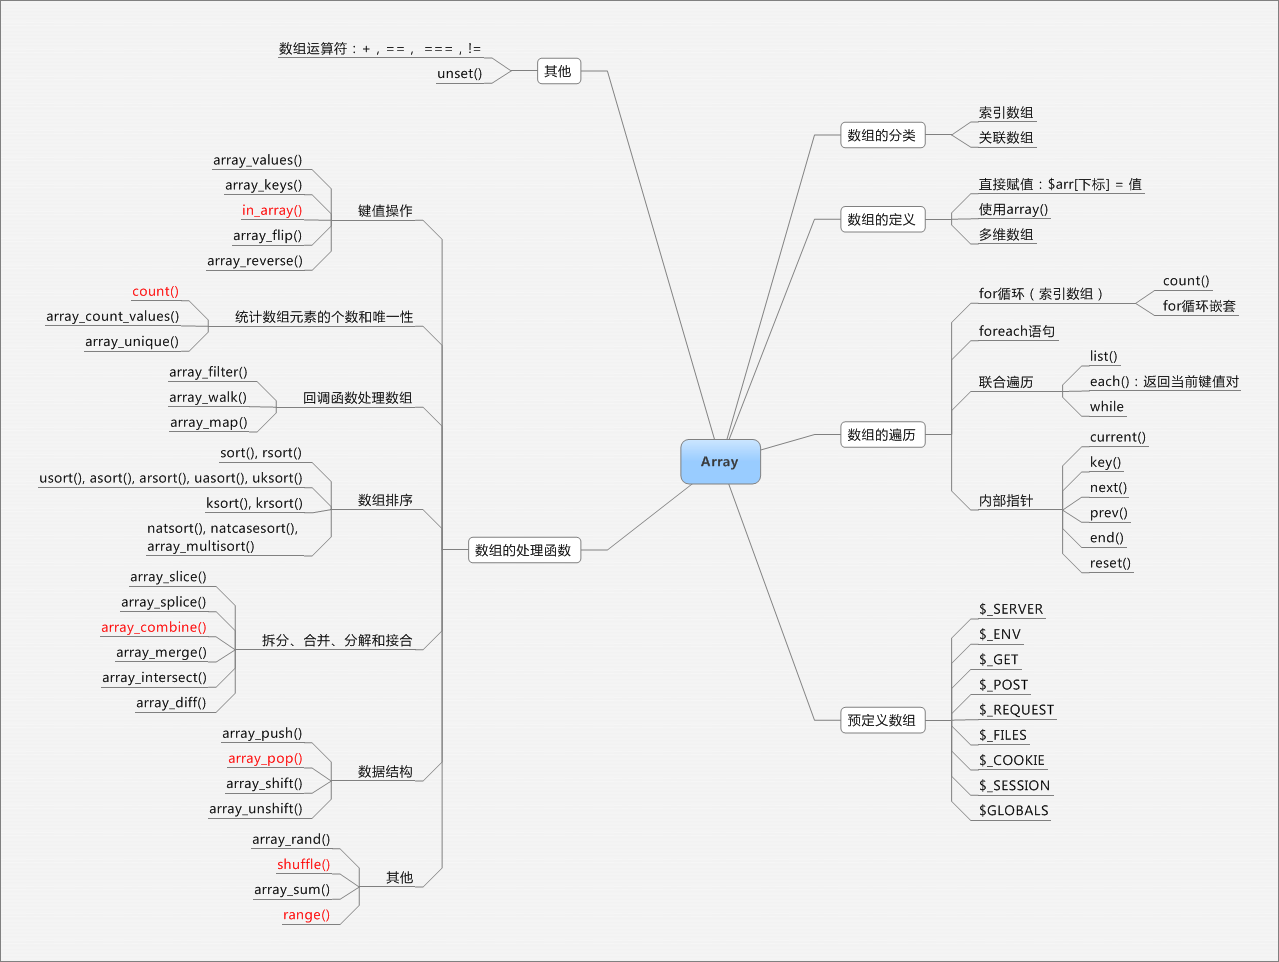 Array
数组的分类
索引数组
关联数组
数组的定义
直接赋值：$arr[下标] = 值
使用array()
多维数组
数组的遍历
for循环（索引数组）
count()
for循环嵌套
foreach语句
联合遍历
list()
each()：返回当前键值对
while
内部指针
current()
key()
next()
prev()
end()
reset()
预定义数组
$_SERVER
$_ENV
$_GET
$_POST
$_REQUEST
$_FILES
$_COOKIE
$_SESSION
$GLOBALS
其他
数组运算符：+，==， ===，!=
unset()
数组的处理函数
键值操作
array_values()
array_keys()
in_array()
array_flip()
array_reverse()
统计数组元素的个数和唯一性
count()
array_count_values()
array_unique()
回调函数处理数组
array_filter()
array_walk()
array_map()
数组排序
sort(), rsort()
usort(), asort(), arsort(), uasort(), uksort()
ksort(), krsort()
natsort(), natcasesort(),
array_multisort()
拆分、合并、分解和接合
array_slice()
array_splice()
array_combine()
array_merge()
array_intersect()
array_diff()
数据结构
array_push()
array_pop()
array_shift()
array_unshift()
其他
array_rand()
shuffle()
array_sum()
range()